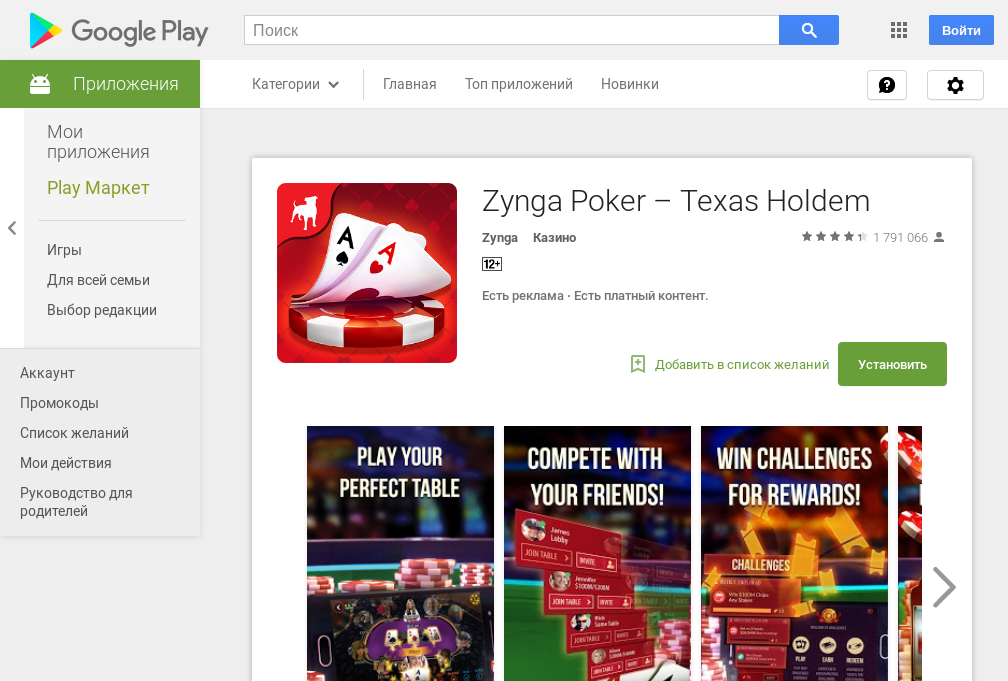 Google Play
Поиск
Войти
Приложения
Категории
Главная
Топ приложений
Новинки
Мои
приложения
Play Маркет
Игры
Для всей семьи
Выбор редакции
Аккаунт
Промокоды
Список желаний
Мои действия
Руководство для
родителей
A
A
Zynga Poker – Texas Holdem
Zynga Казино
1 791 066
12+
Есть реклама · Есть платный контент.
Добавить в список желаний
Установить
PLAY YOUR
PERFECT TABLE
COMPETE WITH
YOUR FRIENDS!
James
Lobby
JOIN TABLE >
INVITE
Jennifer
$100M/$200M
JOIN TABLE >
INVITE
Rick
Same Table
JOIN TABLE >
INVITE
JOIN TABLE >
INVITE
WIN CHALLENGES
FOR REWARDS!
CHALLENGES
PLAY
EARN
REDEEM